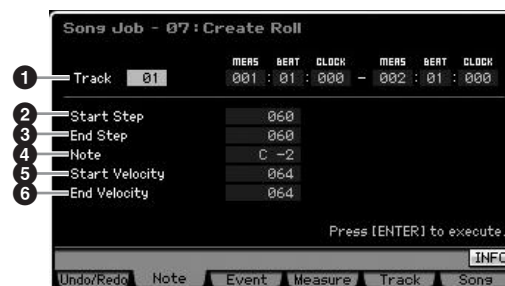 Song Job - 07:Create Roll
MEAS BEAT CLOCK MEAS BEAT CLOCK
1 Track 01 001 : 01 : 000 - 002 : 01 : 000
2 Start Step 060
3 End Step 060
4 Note C -2
5 Start Velocity 064
6 End Velocity 064
Press [ENTER] to execute.
INFO
Undo/Redo Note Event Measure Track Song